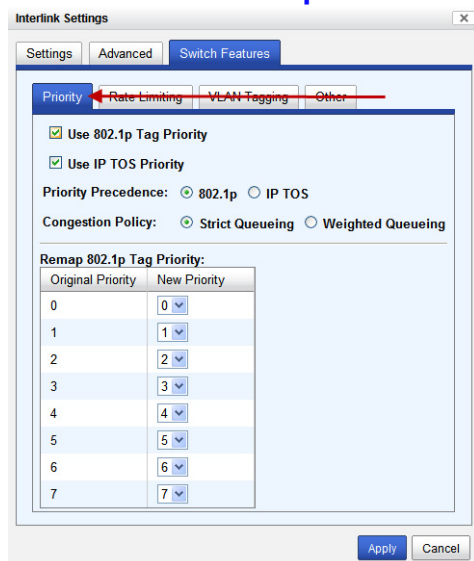 Interlink Settings
Settings Advanced Switch Features
Priority Rate Limiting VLAN Tagging Other
Use 802.1p Tag Priority
Use IP TOS Priority
Priority Precedence: 802.1p IP TOS
Congestion Policy: Strict Queueing Weighted Queueing
Remap 802.1p Tag Priority:
Original Priority New Priority
0 0
1 1
2 2
3 3
4 4
5 5
6 6
7 7
Apply Cancel